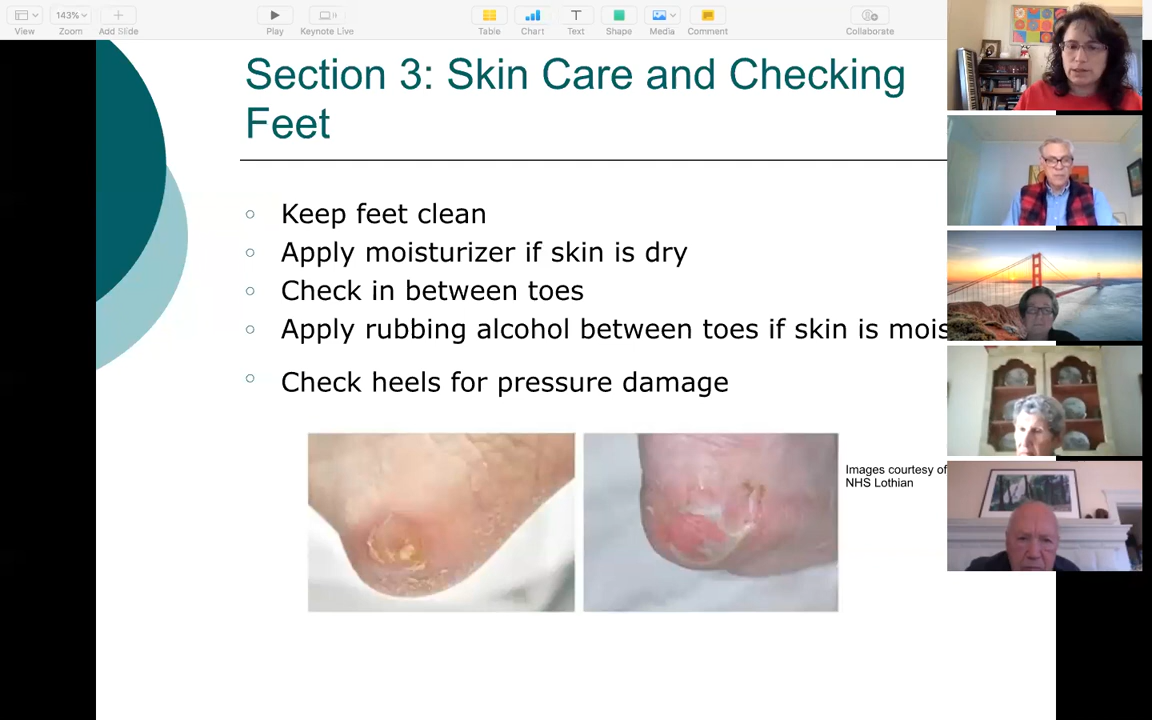 143%
View
Zoom
Add Slide
Play
Keynote Live
Table
Chart
Text
Shape
Media
Comment
Collaborate
Section 3: Skin Care and Checking
Feet
Keep feet clean
Apply moisturizer if skin is dry
Check in between toes
Apply rubbing alcohol between toes if skin is
Check heels for pressure damage
Images courtesy of
NHS Lothian